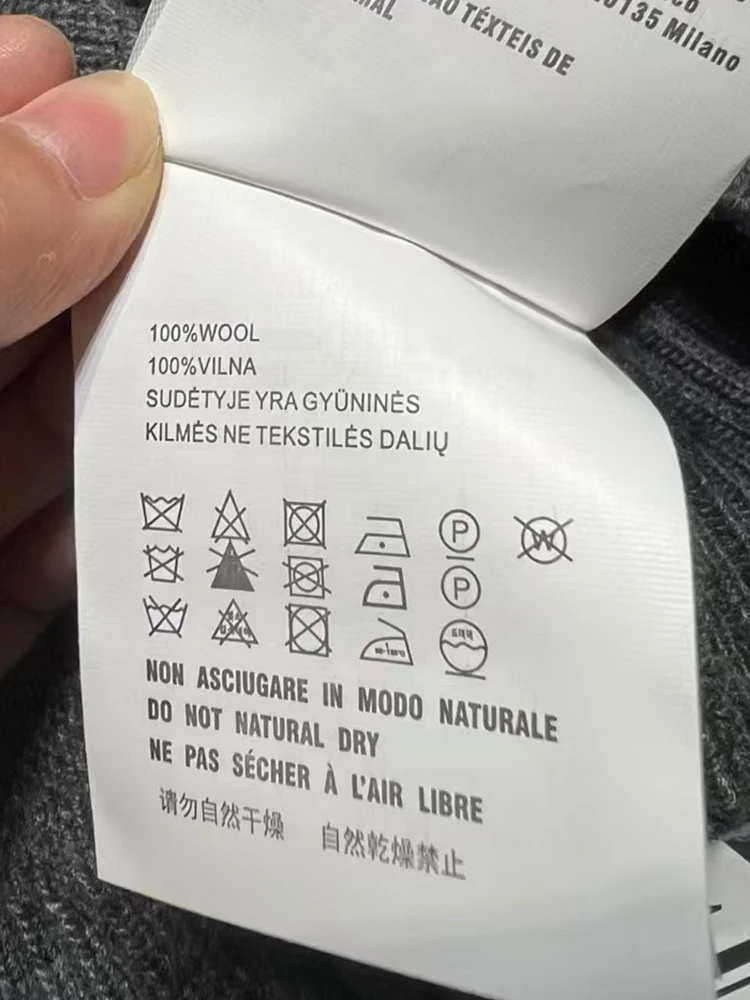 TÉXTEIS DE
20135 Milano
100%WOOL
100%VILNA
SUDĖTYJE YRA GYŪNINĖS
KILMĖS NE TEKSTILĖS DALIŲ
P
W
P
NON ASCIUGARE IN MODO NATURALE
DO NOT NATURAL DRY
NE PAS SÉCHER À L'AIR LIBRE
请勿自然干燥 自然乾燥禁止